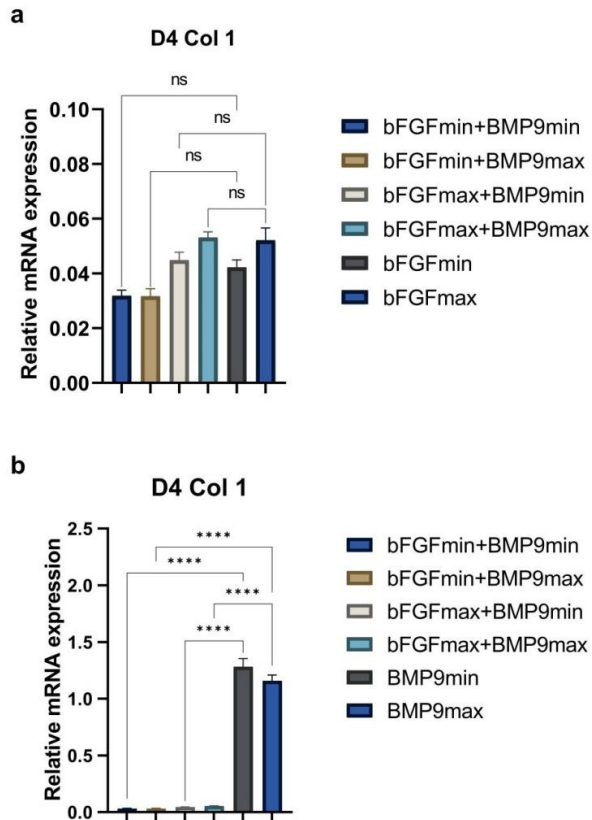 a
D4 Col 1
ns
ns
ns
ns
0.10
0.08
0.06
0.04
0.02
0.00
Relative mRNA expression
bFGFmin+BMP9min
bFGFmin+BMP9max
bFGFmax+BMP9min
bFGFmax+BMP9max
bFGFmin
bFGFmax
b
D4 Col 1
****
****
****
****
2.5
2.0
1.5
1.0
0.5
0.0
Relative mRNA expression
bFGFmin+BMP9min
bFGFmin+BMP9max
bFGFmax+BMP9min
bFGFmax+BMP9max
BMP9min
BMP9max